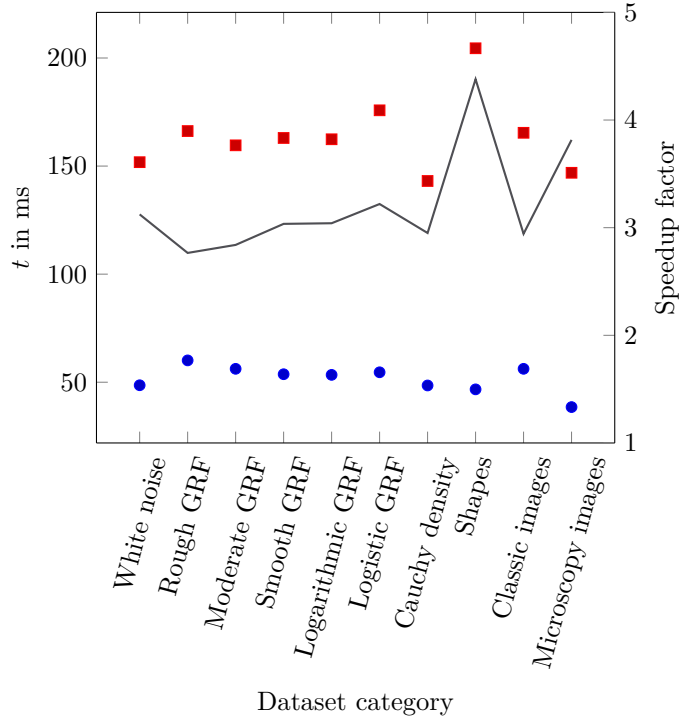 200
150
100
50
t in ms
5
4
3
2
1
Speedup factor
White noise
Rough GRF
Moderate GRF
Smooth GRF
Logarithmic GRF
Logistic GRF
Cauchy density
Shapes
Classic images
Microscopy images
Dataset category